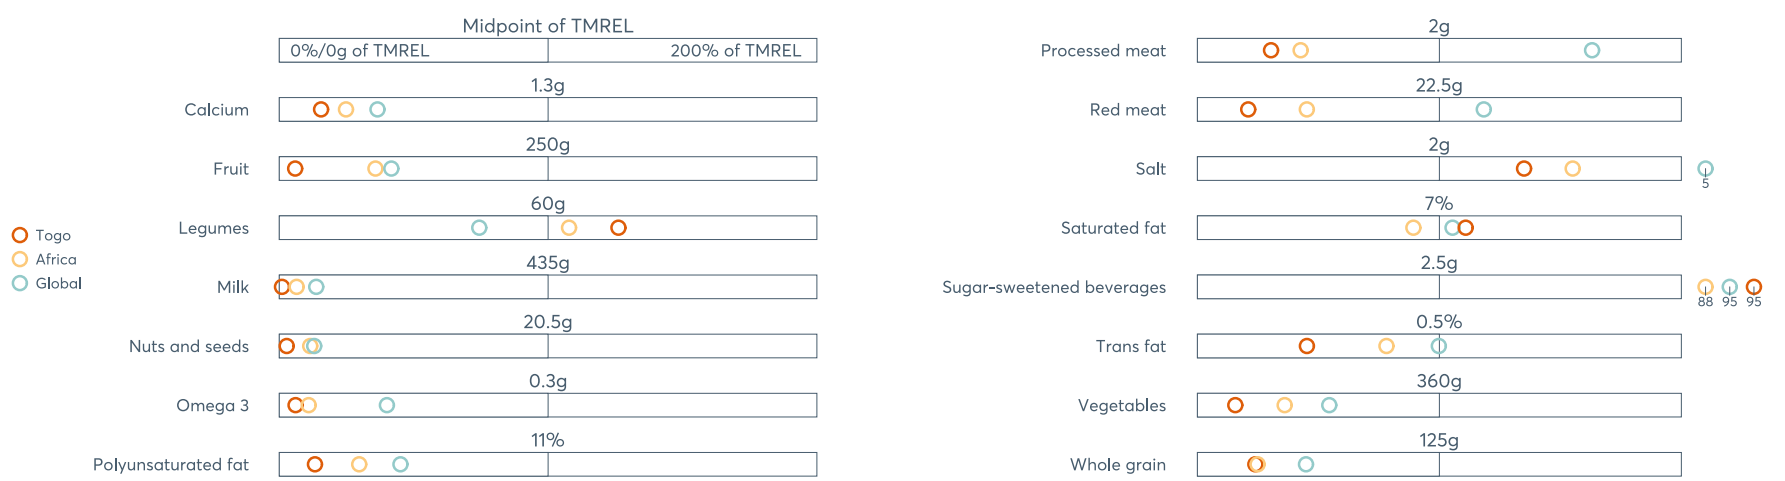 Midpoint of TMREL
0%/0g of TMREL 200% of TMREL
1.3g
Calcium
250g
Fruit
60g
Legumes
435g
Milk
20.5g
Nuts and seeds
0.3g
Omega 3
11%
Polyunsaturated fat
Togo
Africa
Global
2g
Processed meat
22.5g
Red meat
2g
Salt
5
7%
Saturated fat
2.5g
Sugar-sweetened beverages
88 95 95
0.5%
Trans fat
360g
Vegetables
125g
Whole grain